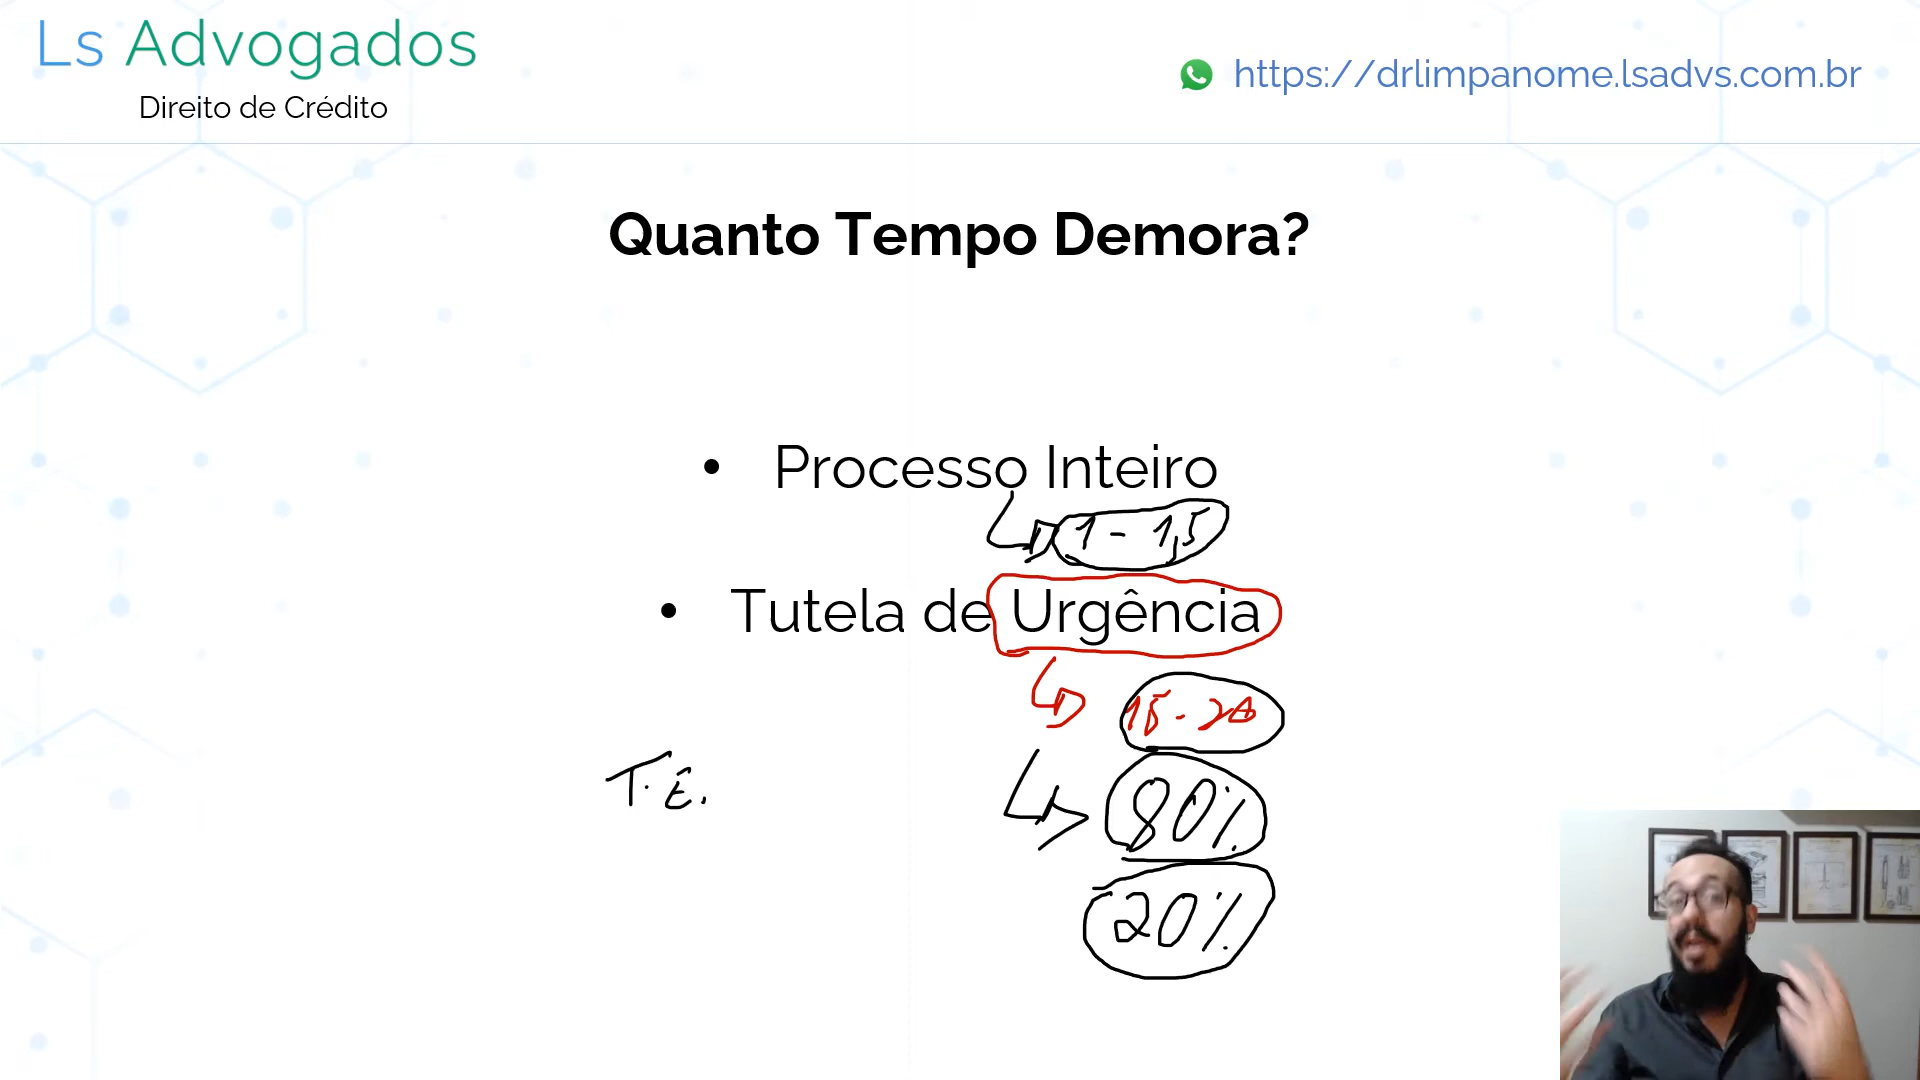 Ls Advogados
Direito de Crédito
https://drlimpanome.lsadvs.com.br
Quanto Tempo Demora?
• Processo Inteiro
1 - 1,5
• Tutela de Urgência
15 - 20
T. E.
80%
20%